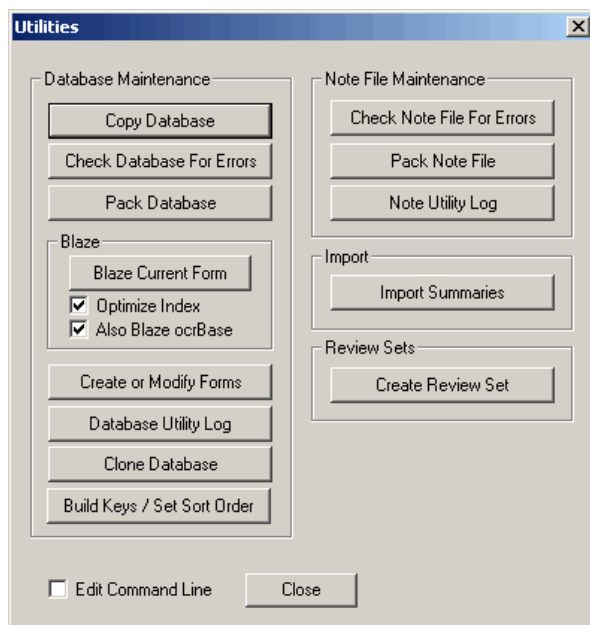 Utilities
Database Maintenance
Copy Database
Check Database For Errors
Pack Database
Blaze
Blaze Current Form
Optimize Index
Also Blaze ocrBase
Create or Modify Forms
Database Utility Log
Clone Database
Build Keys / Set Sort Order
Note File Maintenance
Check Note File For Errors
Pack Note File
Note Utility Log
Import
Import Summaries
Review Sets
Create Review Set
Edit Command Line
Close